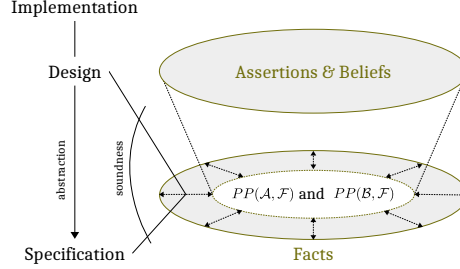 Implementation
Design
Assertions & Beliefs
abstraction
soundness
PP(𝒜, ℱ) and PP(ℬ, ℱ)
Specification
Facts